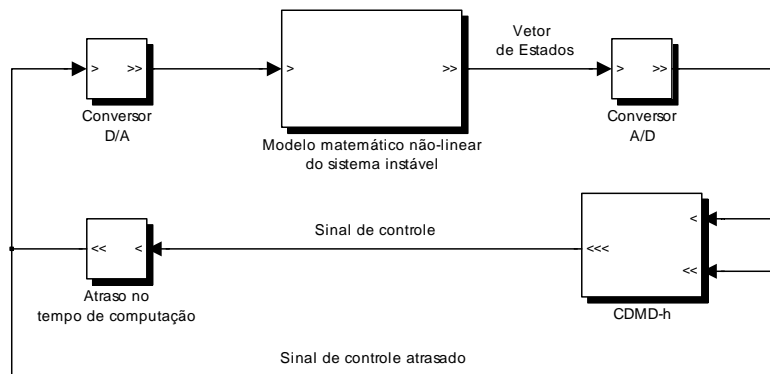 Vetor
de Estados
>
>>
>
>>
>
>>
Conversor
D/A
Modelo matemático não-linear
do sistema instável
Conversor
A/D
Sinal de controle
<<
<
<<<
<
<<
Atraso no
tempo de computação
CDMD-h
Sinal de controle atrasado